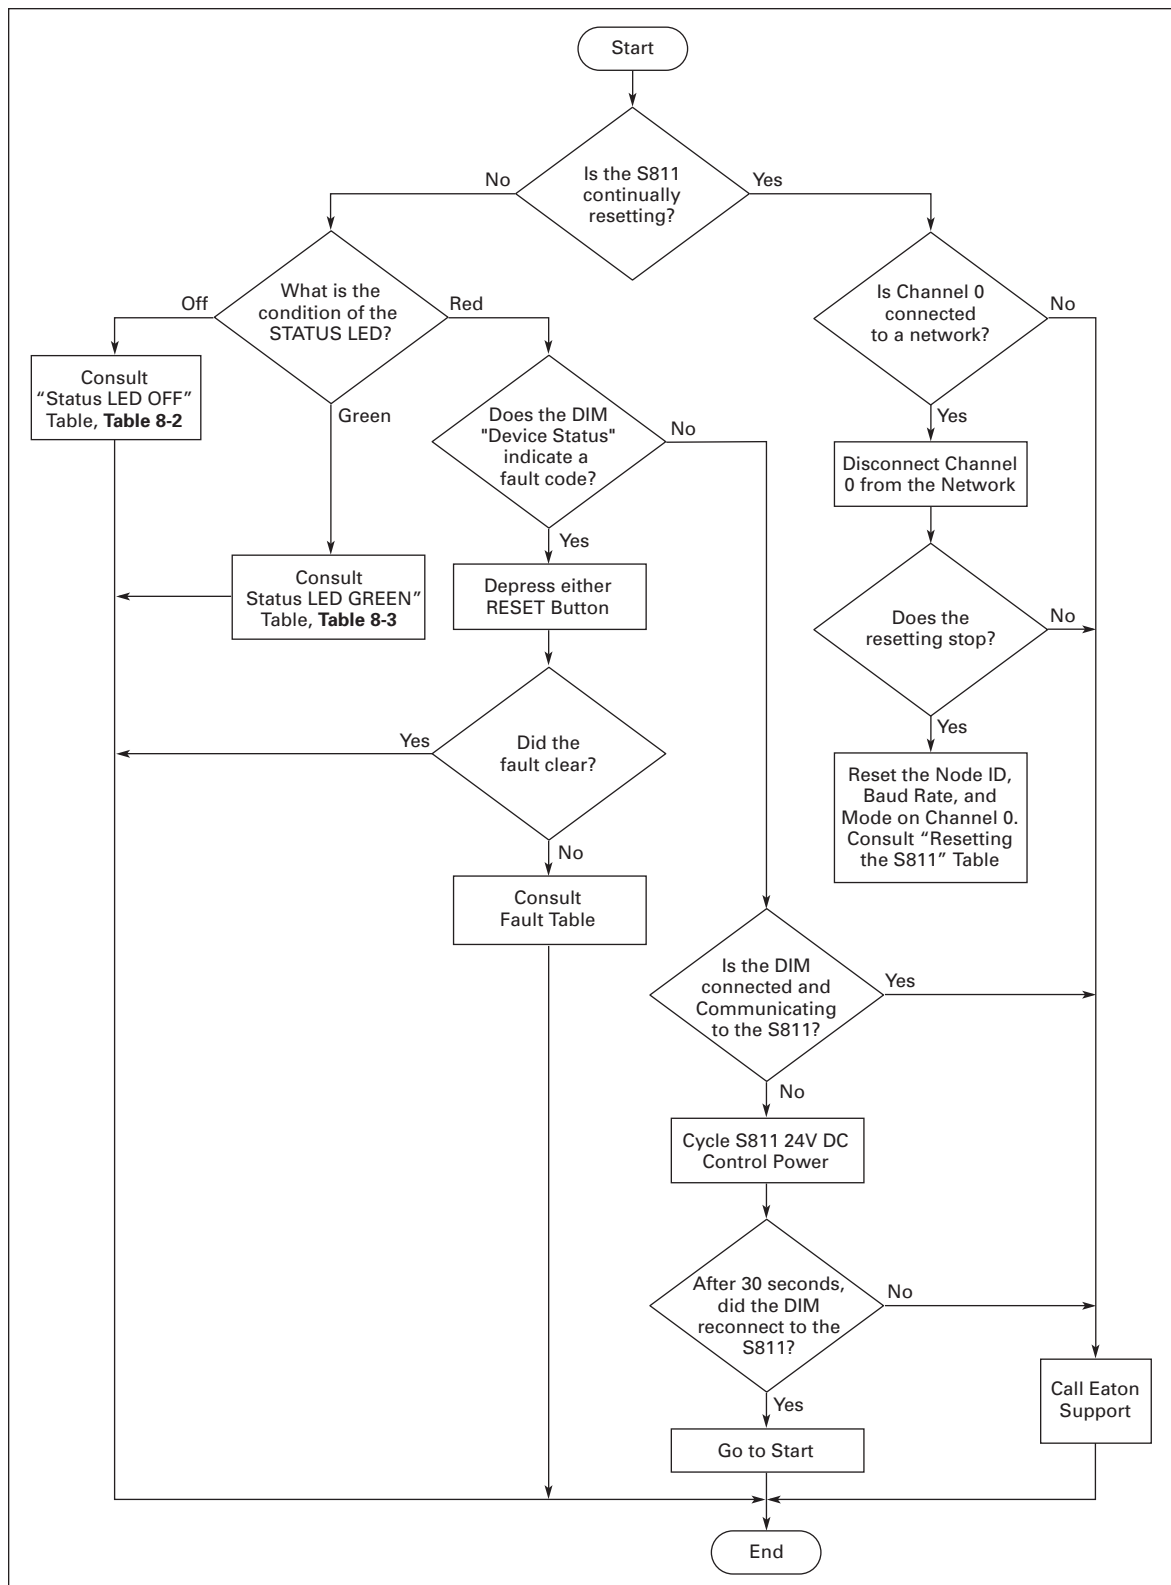 Start
Is the S811
continually
resetting?
No
Yes
What is the
condition of the
STATUS LED?
Off
Red
Green
Is Channel 0
connected
to a network?
No
Yes
Consult
“Status LED OFF”
Table, Table 8-2
Does the DIM
"Device Status"
indicate a
fault code?
No
Yes
Disconnect Channel
0 from the Network
Consult
Status LED GREEN”
Table, Table 8-3
Depress either
RESET Button
Does the
resetting stop?
No
Yes
Did the
fault clear?
Yes
No
Reset the Node ID,
Baud Rate, and
Mode on Channel 0.
Consult “Resetting
the S811” Table
Consult
Fault Table
Is the DIM
connected and
Communicating
to the S811?
Yes
No
Cycle S811 24V DC
Control Power
After 30 seconds,
did the DIM
reconnect to the
S811?
No
Yes
Call Eaton
Support
Go to Start
End